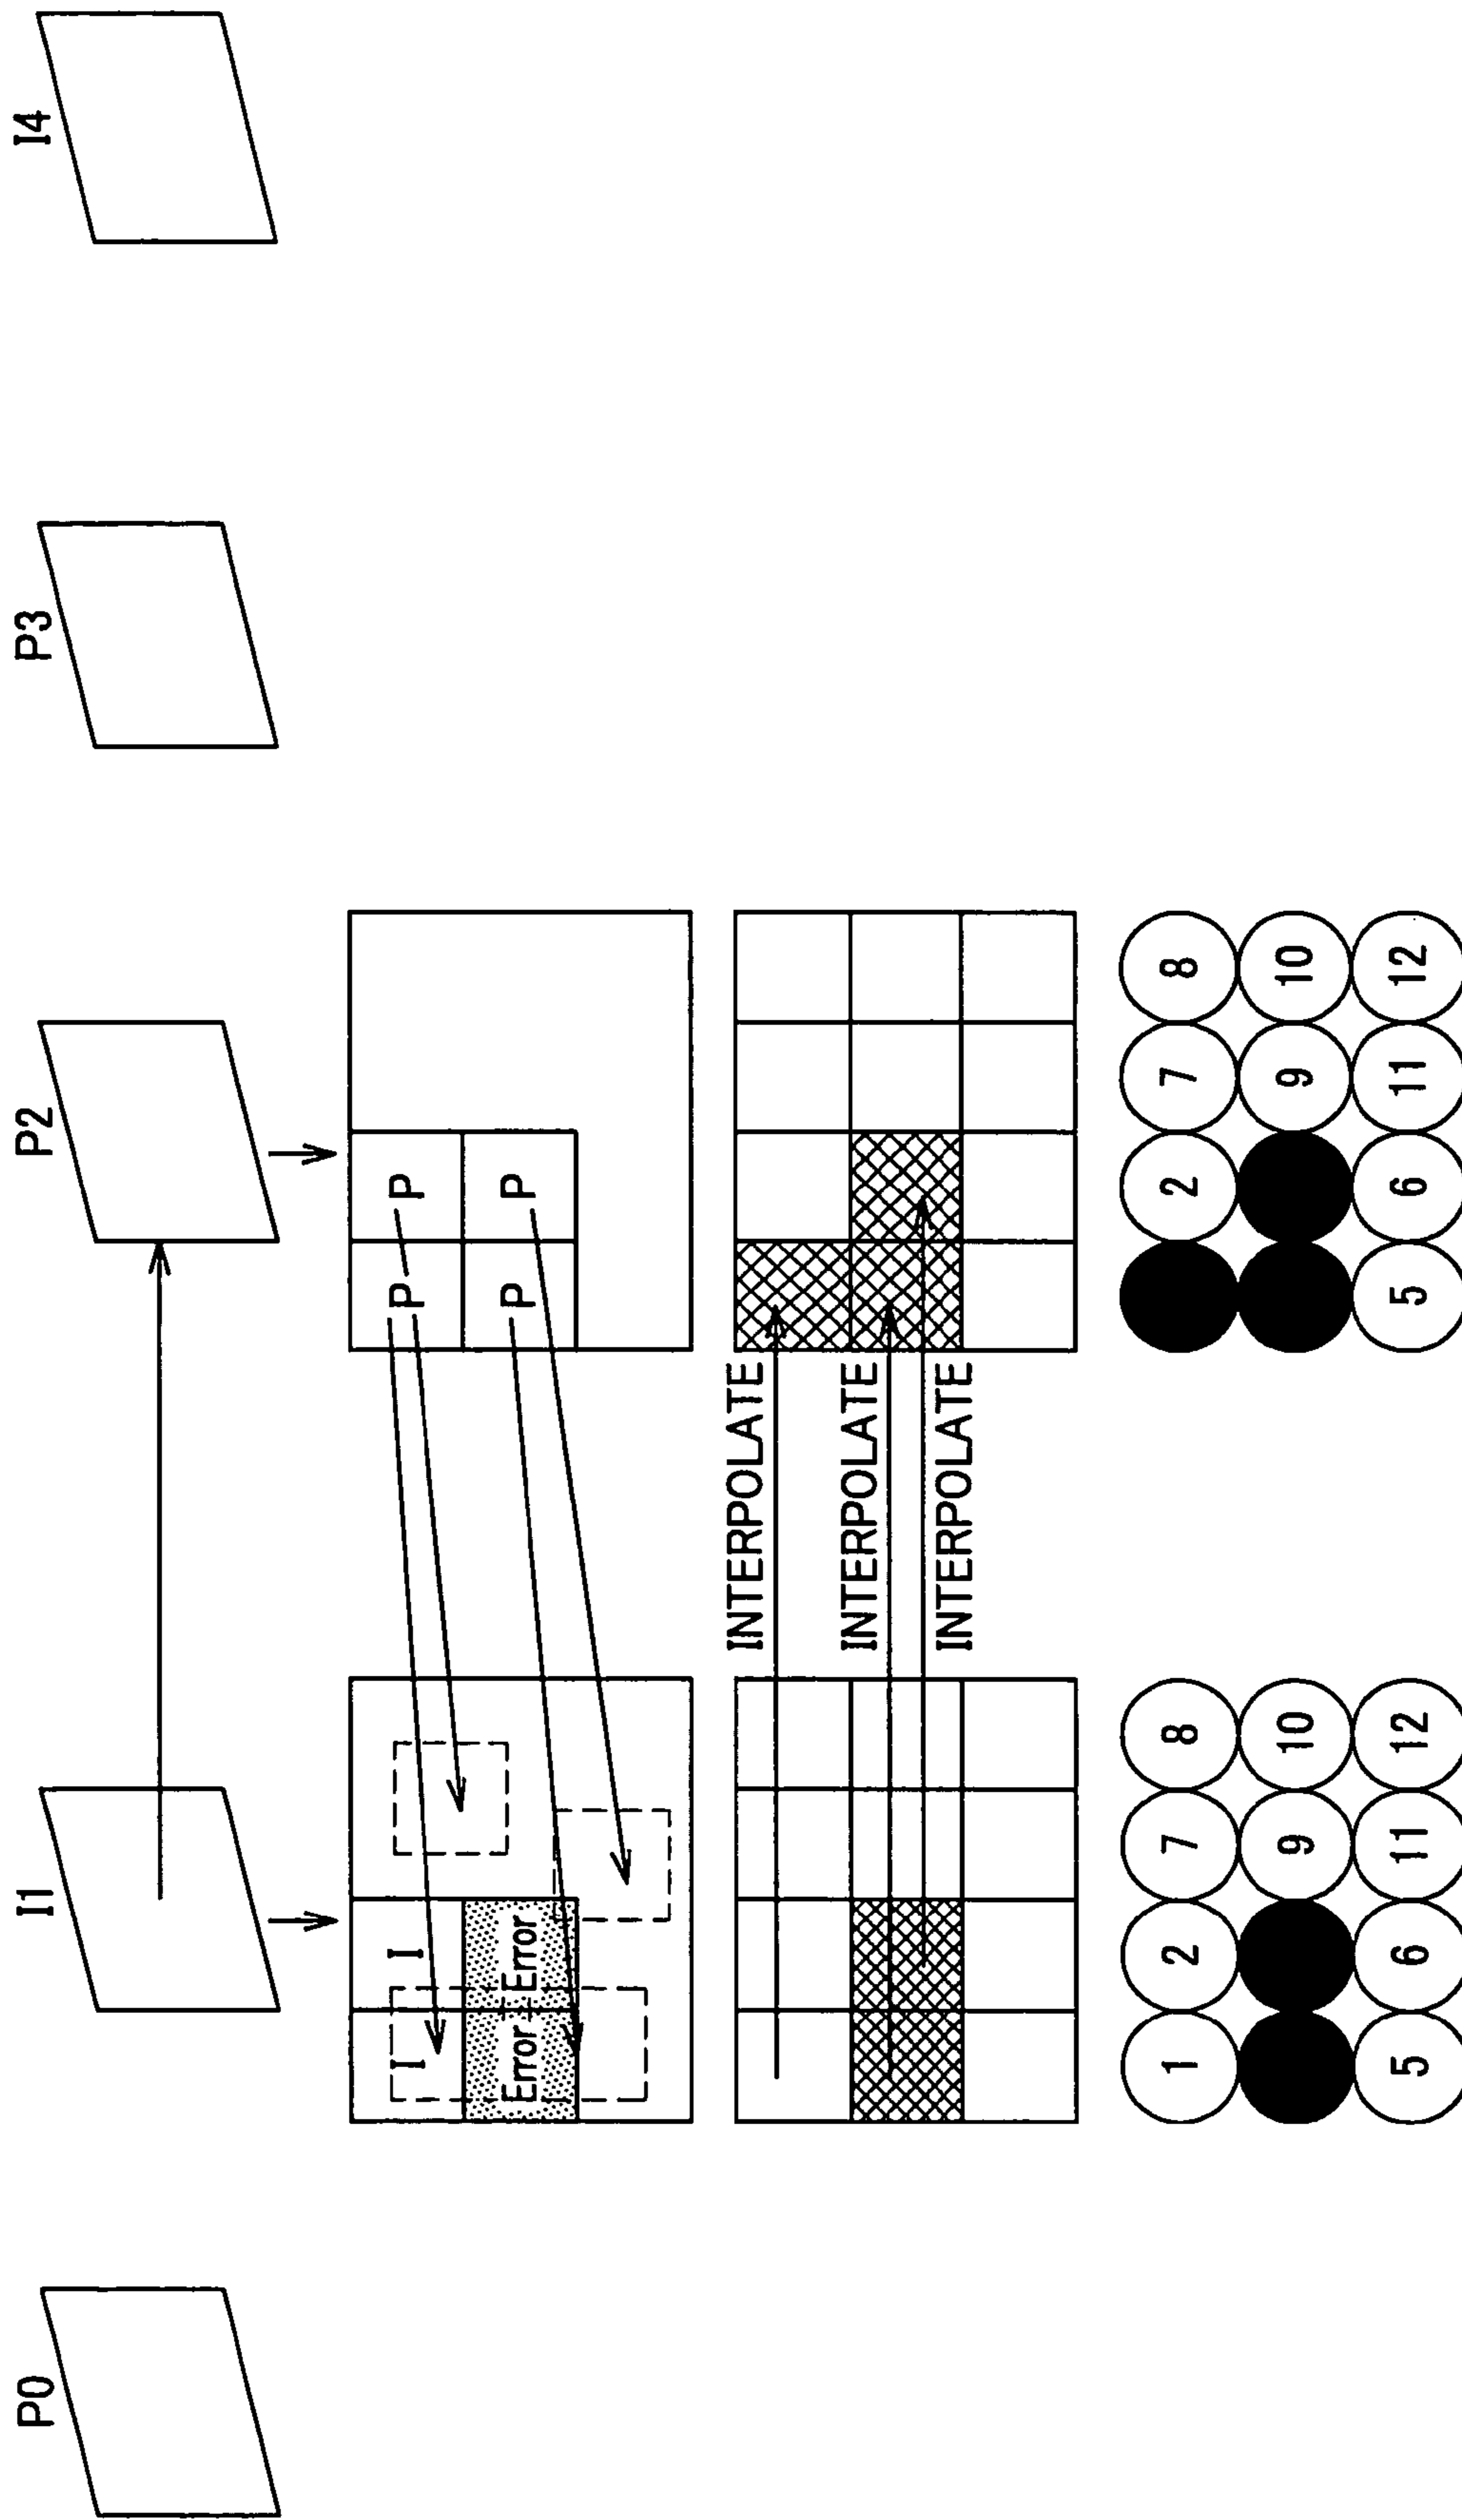 P0 I1 P2 P3 I4
I I P P
Error Error P P
INTERPOLATE
INTERPOLATE
INTERPOLATE
1 2 7 8 2 7 8
9 10 9 10
5 6 11 12 5 6 11 12